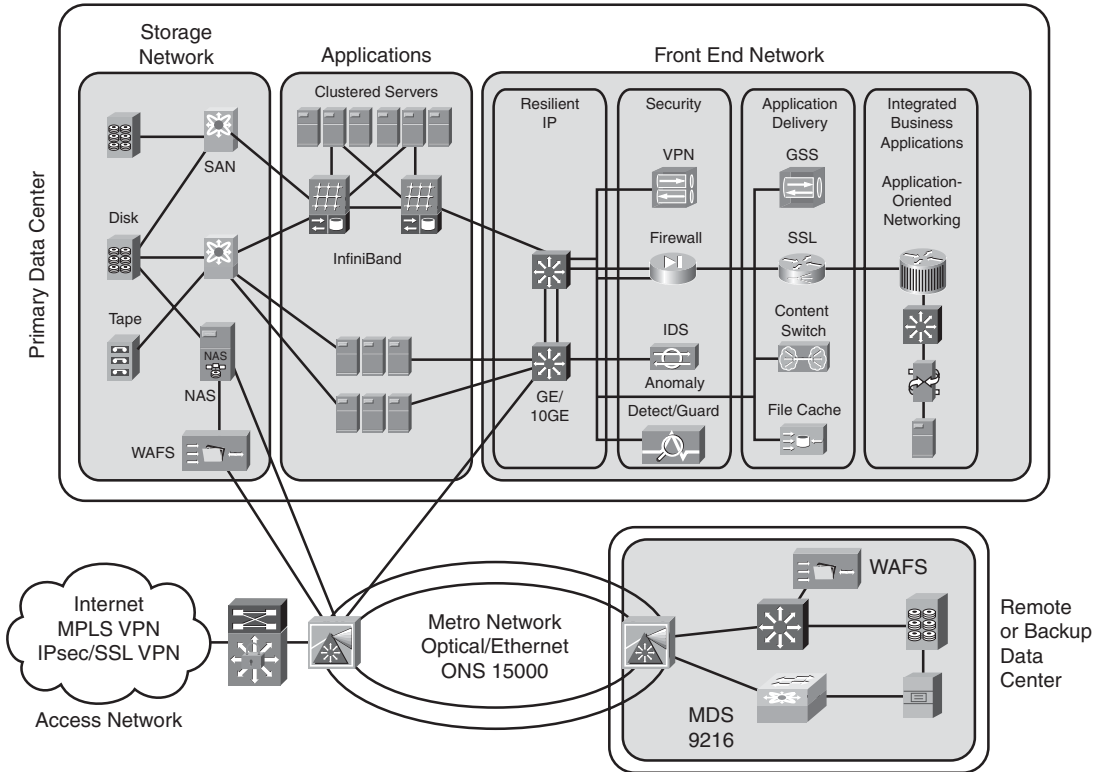 Storage
Network
Applications
Front End Network
Primary Data Center
SAN
Disk
Tape
NAS
NAS
WAFS
Clustered Servers
InfiniBand
Resilient
IP
GE/
10GE
Security
VPN
Firewall
IDS
Anomaly
Detect/Guard
Application
Delivery
GSS
SSL
Content
Switch
File Cache
Integrated
Business
Applications
Application-
Oriented
Networking
Internet
MPLS VPN
IPsec/SSL VPN
Access Network
Metro Network
Optical/Ethernet
ONS 15000
WAFS
MDS
9216
Remote
or Backup
Data
Center